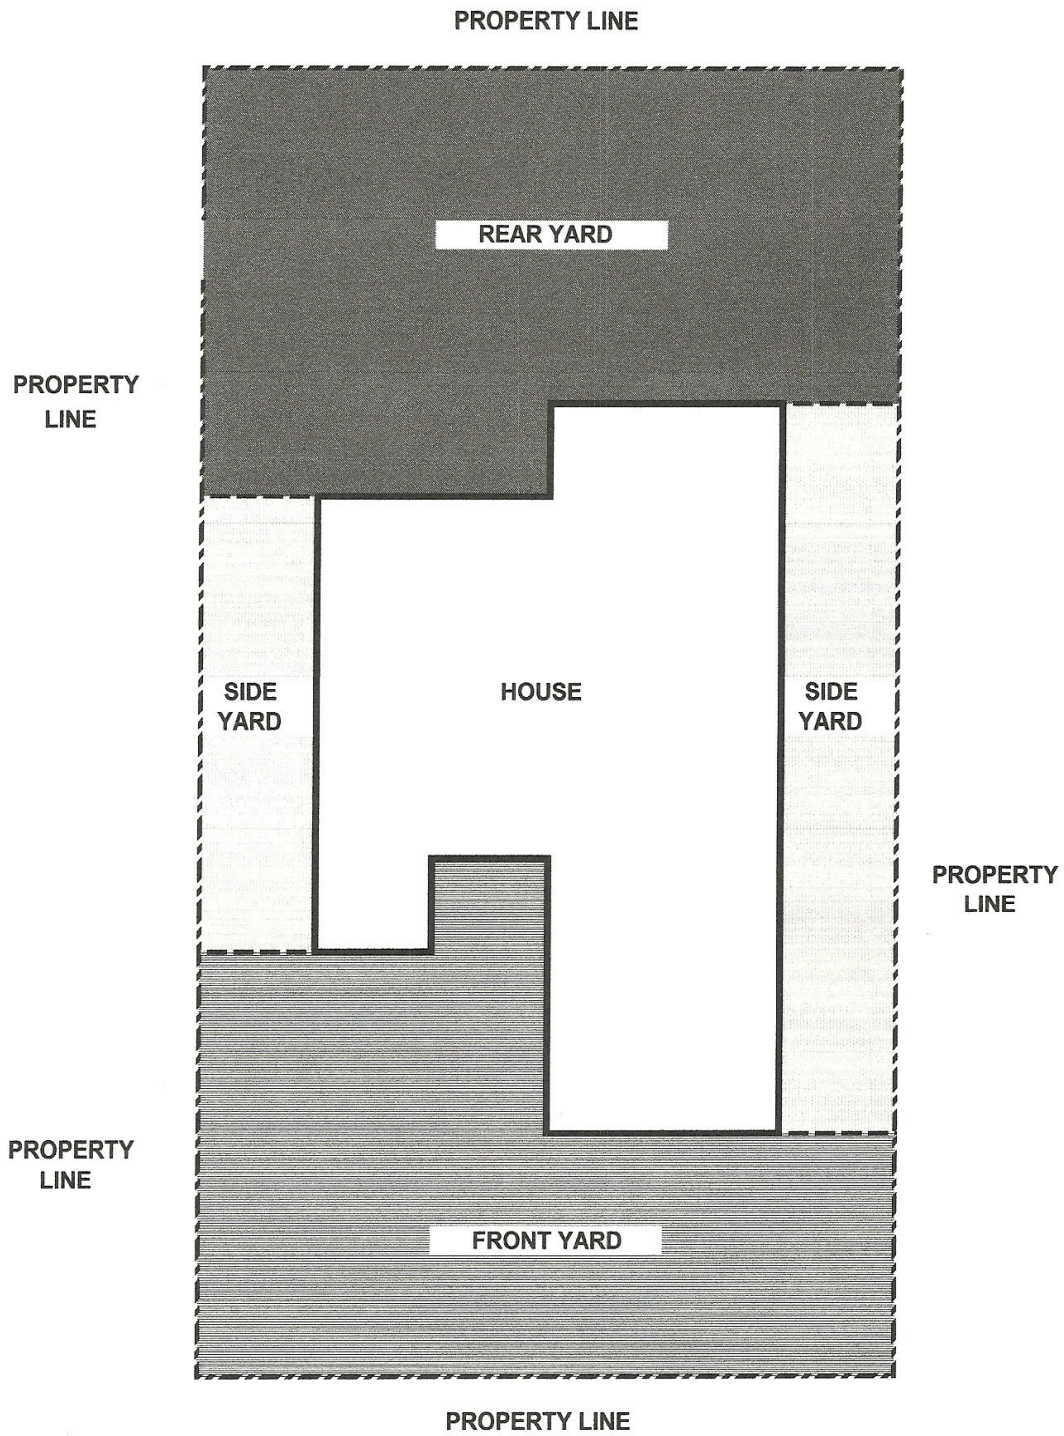 PROPERTY LINE
REAR YARD
PROPERTY
LINE
SIDE
YARD
HOUSE
SIDE
YARD
PROPERTY
LINE
PROPERTY
LINE
FRONT YARD
PROPERTY LINE